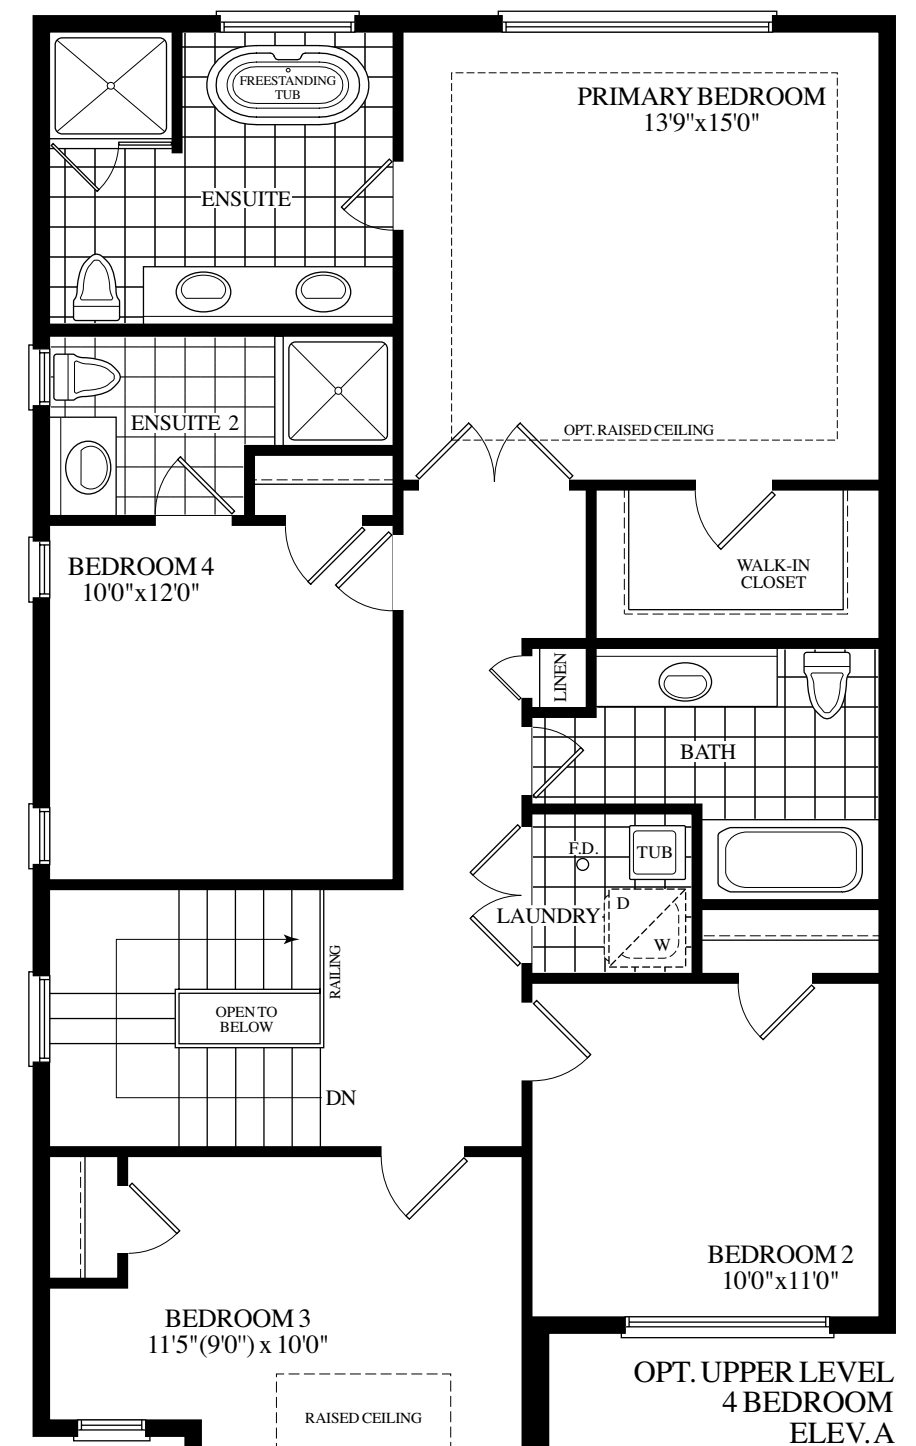 FREESTANDING
TUB
PRIMARY BEDROOM
13'9"x15'0"
ENSUITE
ENSUITE 2
OPT. RAISED CEILING
BEDROOM 4
10'0"x12'0"
WALK-IN
CLOSET
LINEN
BATH
F.D.
TUB
LAUNDRY
D
W
RAILING
OPEN TO
BELOW
DN
BEDROOM 2
10'0"x11'0"
BEDROOM 3
11'5"(9'0") x 10'0"
RAISED CEILING
OPT. UPPER LEVEL
4 BEDROOM
ELEV. A